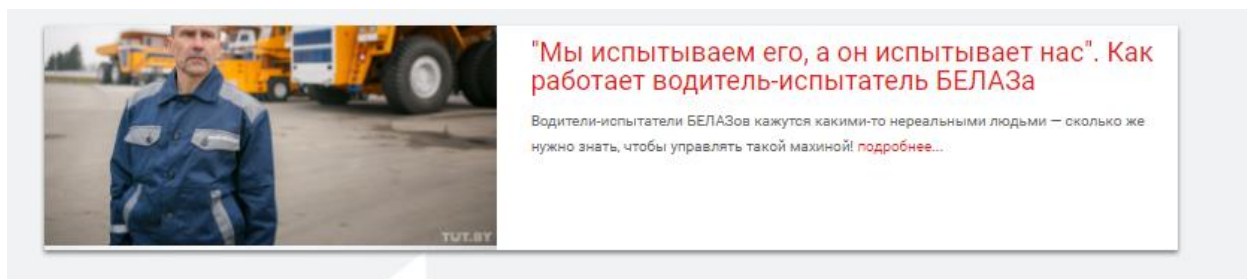 "Мы испытываем его, а он испытывает нас". Как
работает водитель-испытатель БЕЛАЗа
Водители-испытатели БЕЛАЗов кажутся какими-то нереальными людьми — сколько же
нужно знать, чтобы управлять такой махиной! подробнее...
TUT.BY